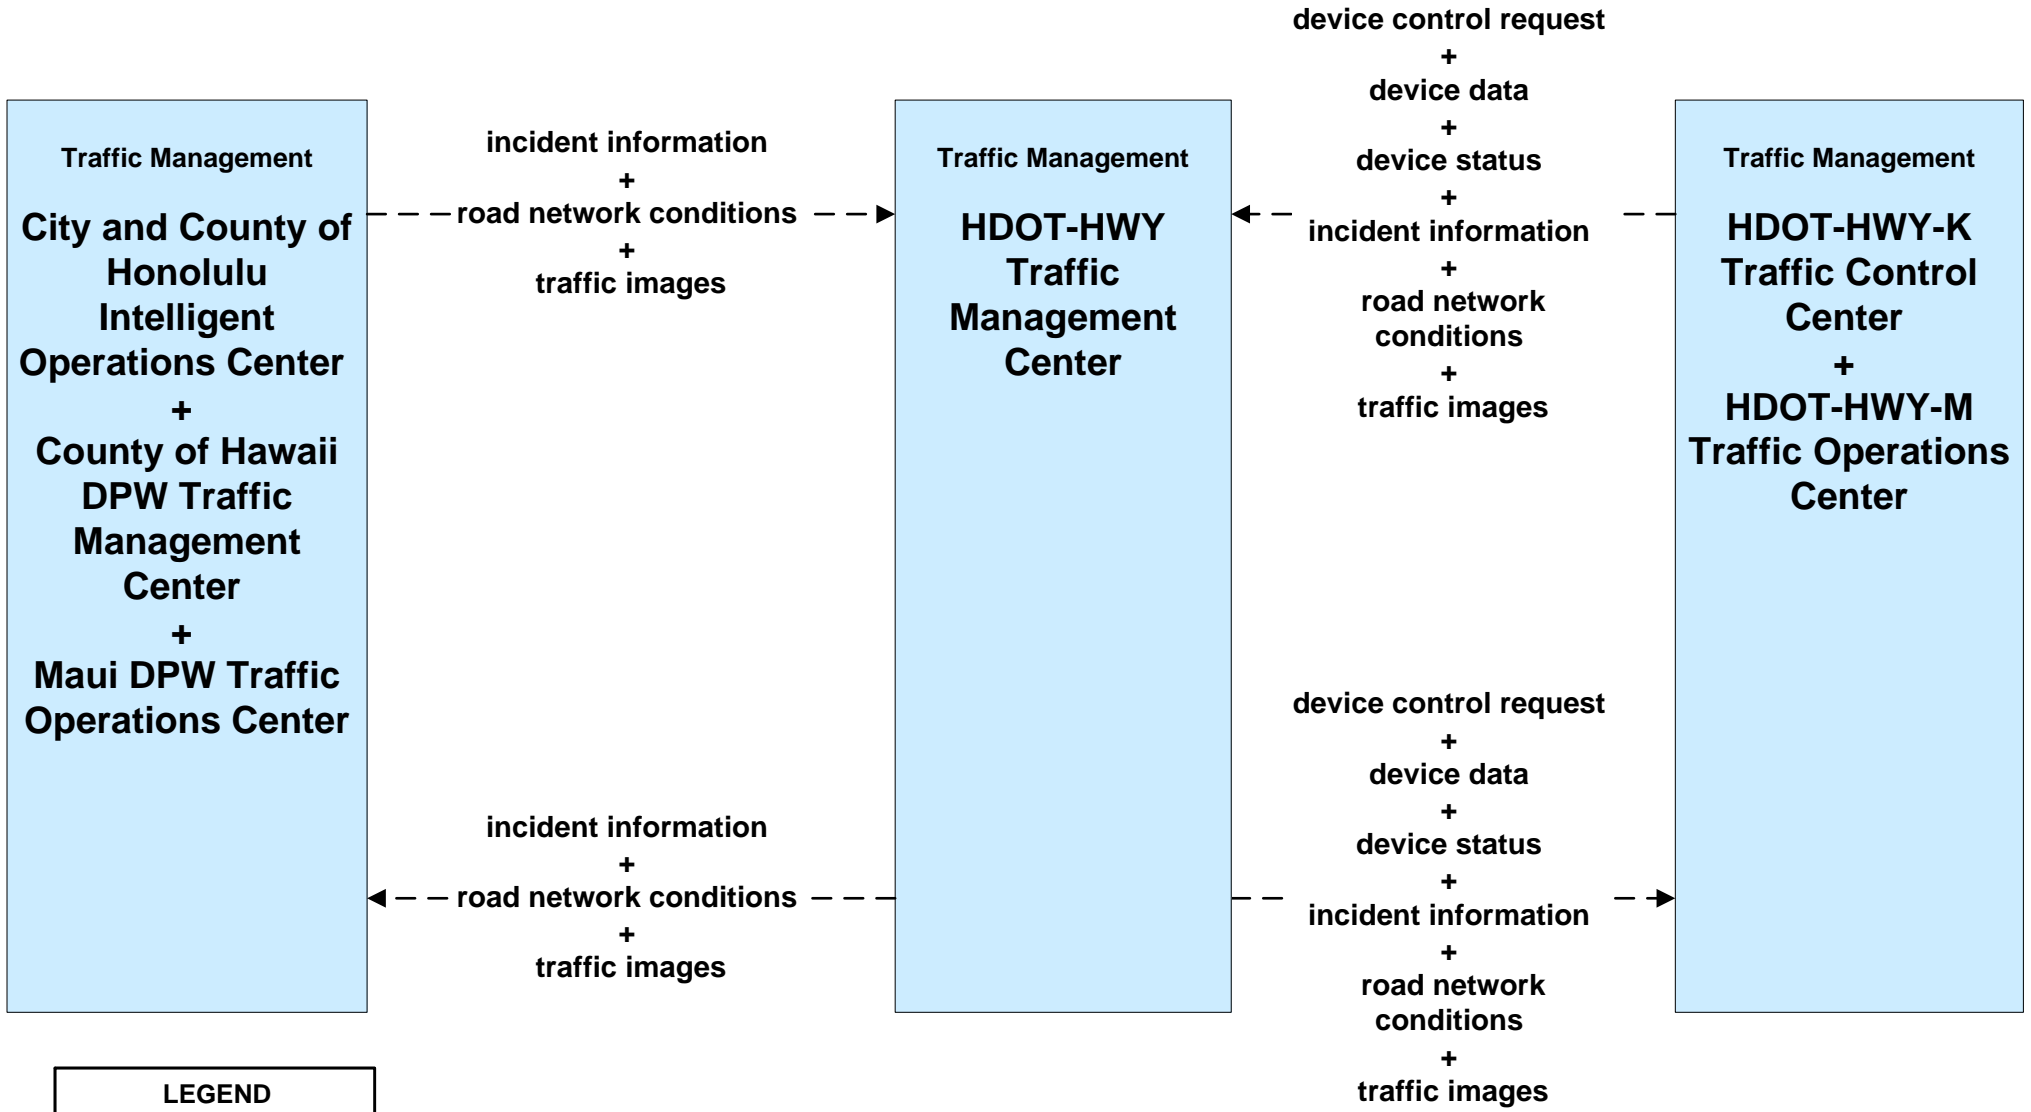 Traffic Management
City and County of
Honolulu
Intelligent
Operations Center
+
County of Hawaii
DPW Traffic
Management
Center
+
Maui DPW Traffic
Operations Center
incident information
+
road network conditions
+
traffic images
incident information
+
road network conditions
+
traffic images
Traffic Management
HDOT-HWY
Traffic
Management
Center
device control request
+
device data
+
device status
+
incident information
+
road network
conditions
+
traffic images
device control request
+
device data
+
device status
+
incident information
+
road network
conditions
+
traffic images
Traffic Management
HDOT-HWY-K
Traffic Control
Center
+
HDOT-HWY-M
Traffic Operations
Center
LEGEND